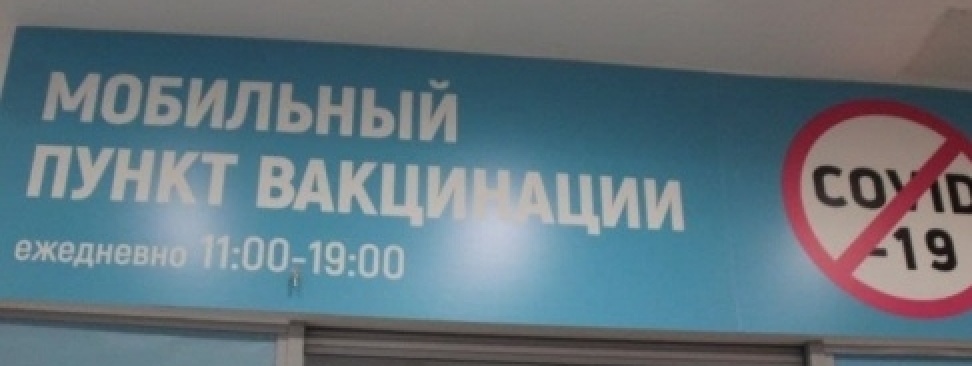 МОБИЛЬНЫЙ
ПУНКТ ВАКЦИНАЦИИ
ежедневно 11:00-19:00
COVID
-19